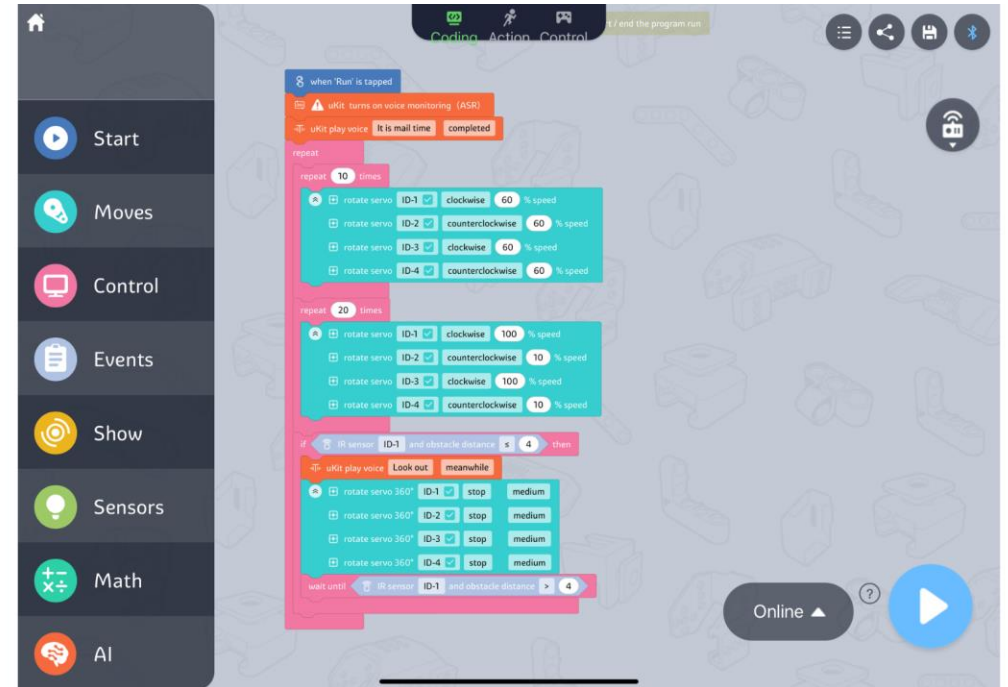 Coding Action Control
t / end the program run
Start
Moves
Control
Events
Show
Sensors
Math
AI
when 'Run' is tapped
uKit turns on voice monitoring (ASR)
uKit play voice It is mail time completed
repeat
repeat 10 times
rotate servo ID-1 clockwise 60 % speed
rotate servo ID-2 counterclockwise 60 % speed
rotate servo ID-3 clockwise 60 % speed
rotate servo ID-4 counterclockwise 60 % speed
repeat 20 times
rotate servo ID-1 clockwise 100 % speed
rotate servo ID-2 counterclockwise 10 % speed
rotate servo ID-3 clockwise 100 % speed
rotate servo ID-4 counterclockwise 10 % speed
if IR sensor ID-1 and obstacle distance ≤ 4 then
uKit play voice Look out meanwhile
rotate servo 360° ID-1 stop medium
rotate servo 360° ID-2 stop medium
rotate servo 360° ID-3 stop medium
rotate servo 360° ID-4 stop medium
wait until IR sensor ID-1 and obstacle distance > 4
Online
?